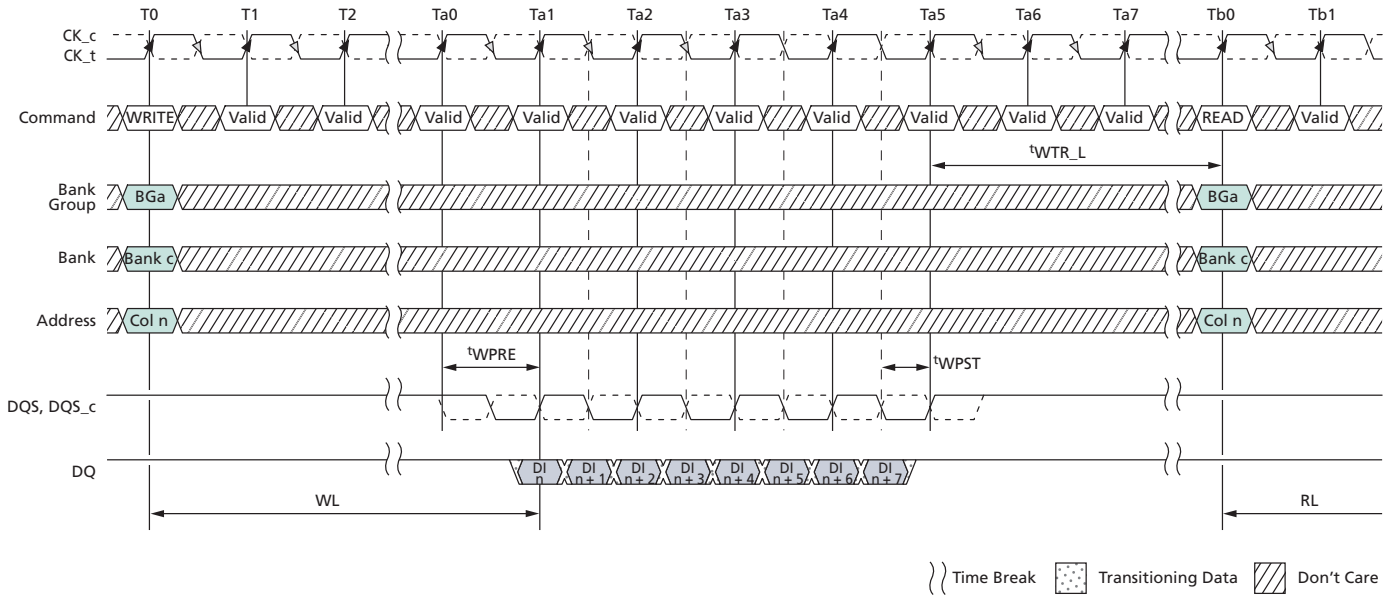 T0 T1 T2 Ta0 Ta1 Ta2 Ta3 Ta4 Ta5 Ta6 Ta7 Tb0 Tb1
CK_c
CK_t
Command WRITE Valid Valid Valid Valid Valid Valid Valid Valid Valid Valid READ Valid
tWTR_L
Bank
Group BGa BGa
Bank Bank c Bank c
Address Col n Col n
tWPRE tWPST
DQS, DQS_c
DQ DI DI DI DI DI DI DI DI
n n + 1 n + 2 n + 3 n + 4 n + 5 n + 6 n + 7
WL RL
Time Break Transitioning Data Don't Care